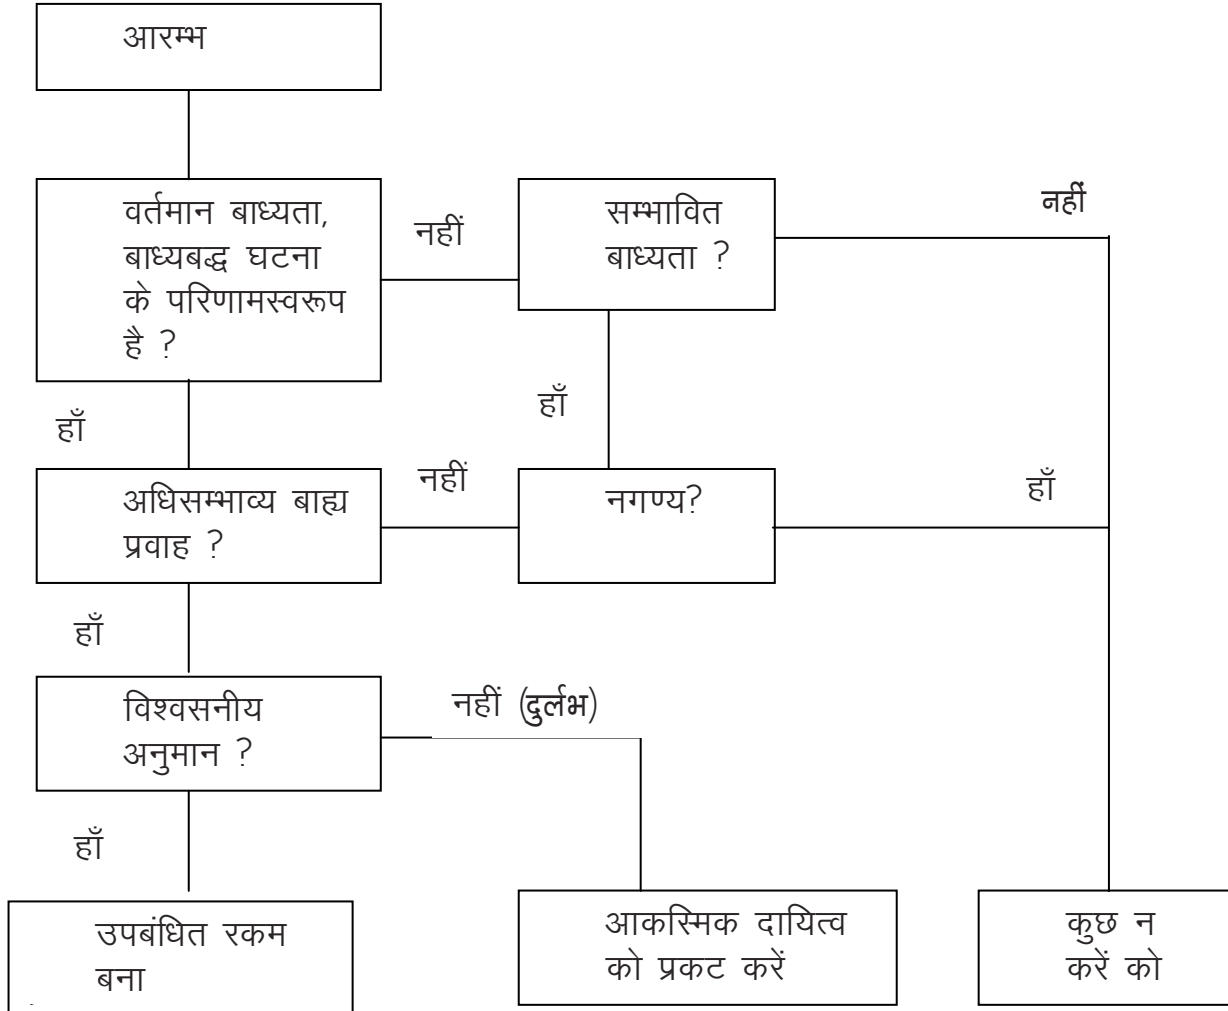 आरम्भ
वर्तमान बाध्यता,
बाध्यबद्ध घटना
के परिणामस्वरूप
है ?
नहीं
सम्भावित
बाध्यता ?
नहीं
हाँ
हाँ
अधिसम्भाव्य बाह्य
प्रवाह ?
नहीं
नगण्य?
हाँ
हाँ
विश्वसनीय
अनुमान ?
नहीं (दुर्लभ)
हाँ
उपबंधित रकम
बना
आकस्मिक दायित्व
को प्रकट करें
कुछ न
करें को